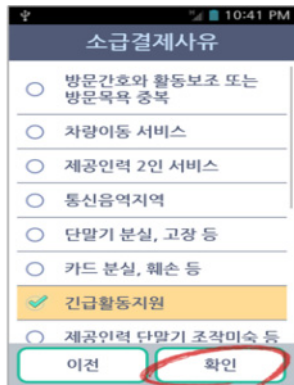 10:41 PM
소급결제사유
방문간호와 활동보조 또는
방문목욕 중복
차량이동 서비스
제공인력 2인 서비스
통신음역지역
단말기 분실, 고장 등
카드 분실, 훼손 등
긴급활동지원
제공인력 단말기 조작미숙 등
이전
확인